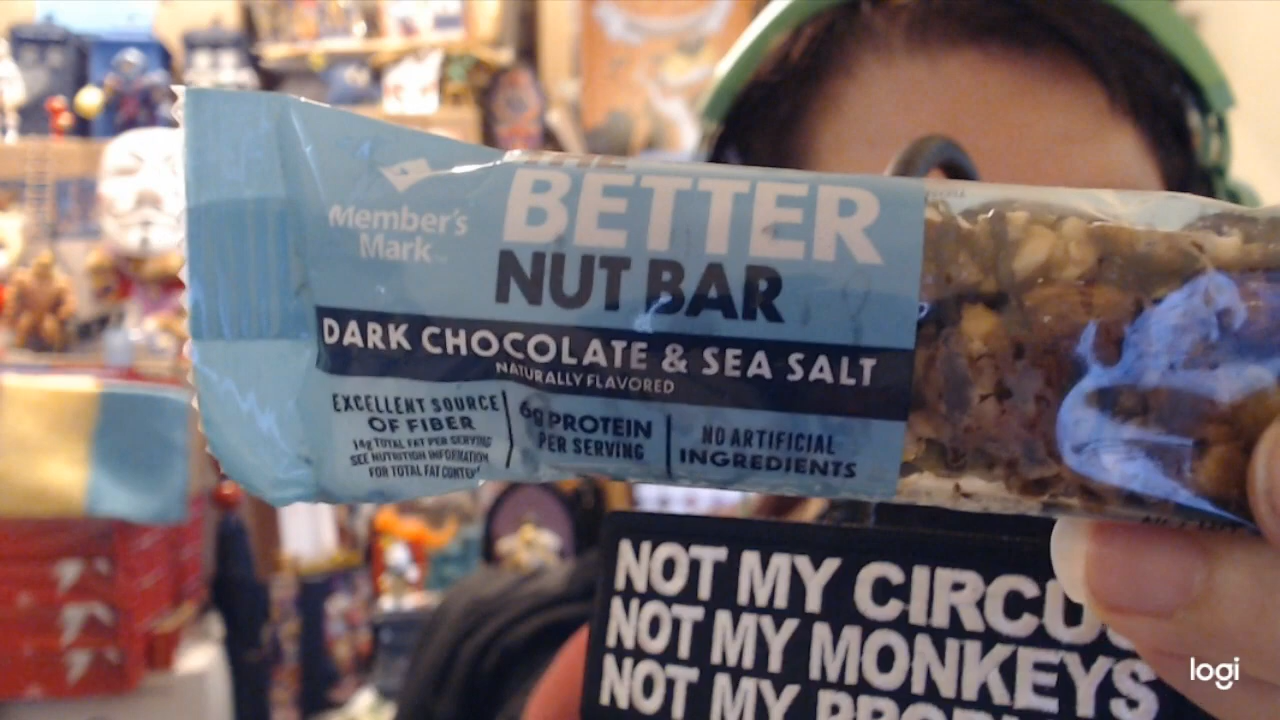 Member's
Mark
BETTER
NUT BAR
DARK CHOCOLATE & SEA SALT
NATURALLY FLAVORED
EXCELLENT SOURCE
OF FIBER
14g TOTAL FAT PER SERVING
SEE NUTRITION INFORMATION
FOR TOTAL FAT CONTENT
6g PROTEIN
PER SERVING
NO ARTIFICIAL
INGREDIENTS
NOT MY CIRCUS
NOT MY MONKEYS
NOT MY
logi